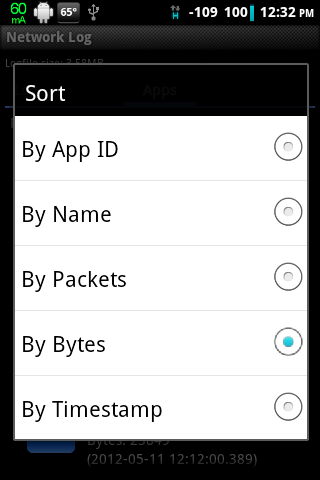 60
mA
65°
H
-109 100 12:32 PM
Network Log
Logfile size: 3.58MB
Apps
Sort
By App ID
By Name
By Packets
By Bytes
By Timestamp
Bytes: 25849
(2012-05-11 12:12:00.389)